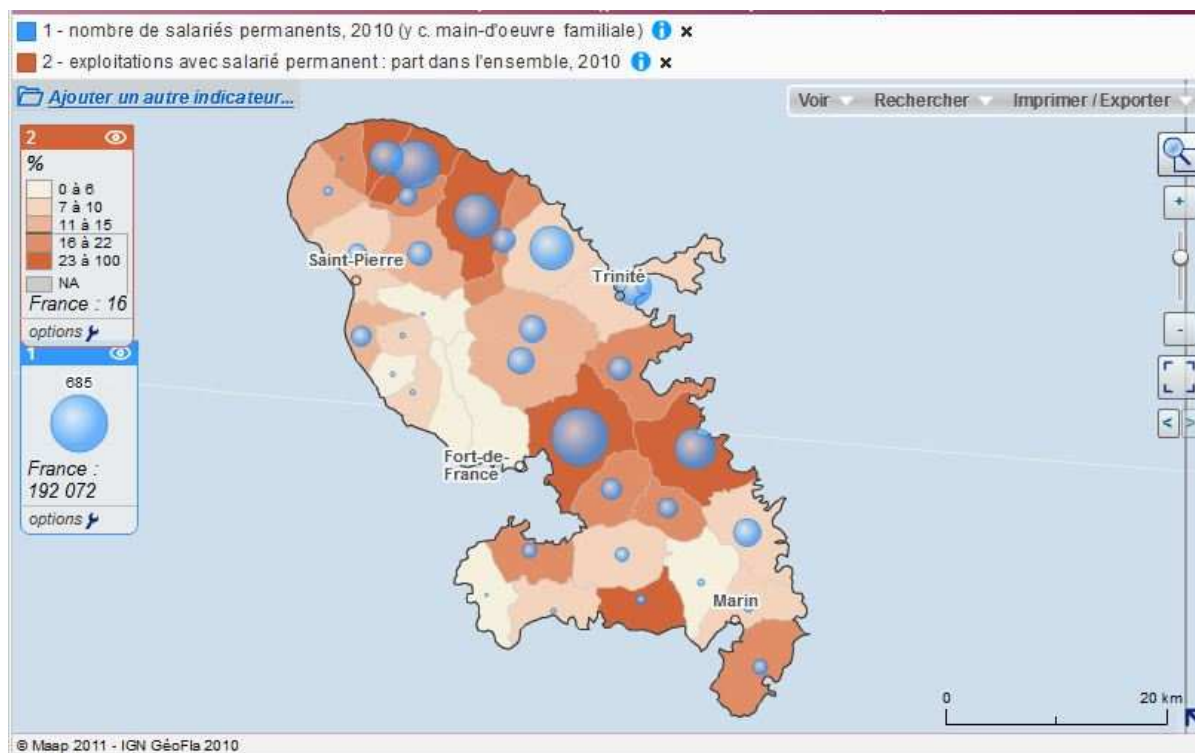 1 - nombre de salariés permanents, 2010 (y c. main-d'oeuvre familiale)
2 - exploitations avec salarié permanent : part dans l'ensemble, 2010
Ajouter un autre indicateur...
Voir
Rechercher
Imprimer / Exporter
2
%
0 à 6
7 à 10
11 à 15
16 à 22
23 à 100
NA
France : 16
options
1
685
France :
192 072
options
Saint-Pierre
Trinité
Fort-de-
France
Marin
+
-
< >
0 20 km
© Maap 2011 - IGN GéoFla 2010